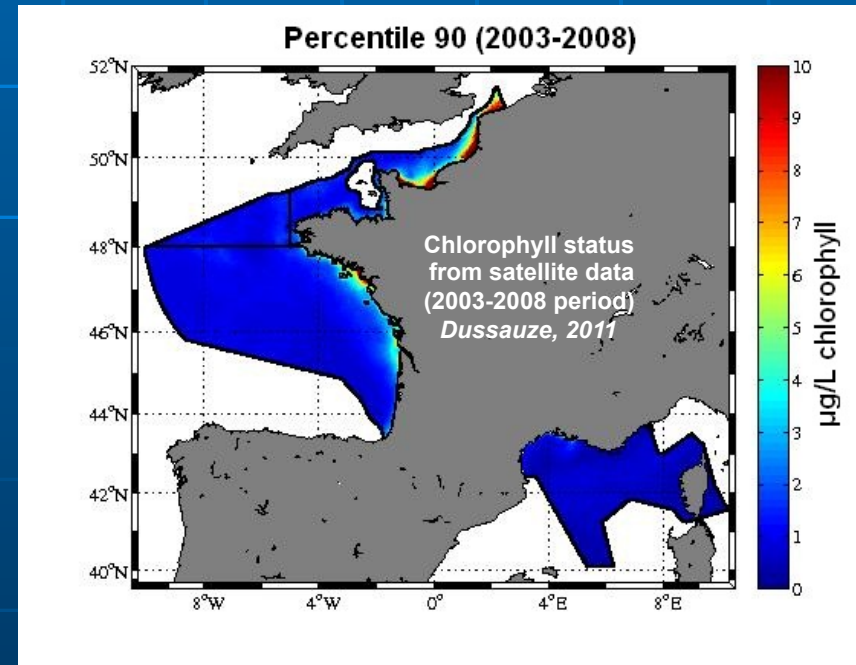 Percentile 90 (2003-2008)
52°N
50°N
48°N
46°N
44°N
42°N
40°N
8°W
4°W
0°
4°E
8°E
Chlorophyll status
from satellite data
(2003-2008 period)
Dussauze, 2011
10
9
8
7
6
5
4
3
2
1
0
µg/L chlorophyll